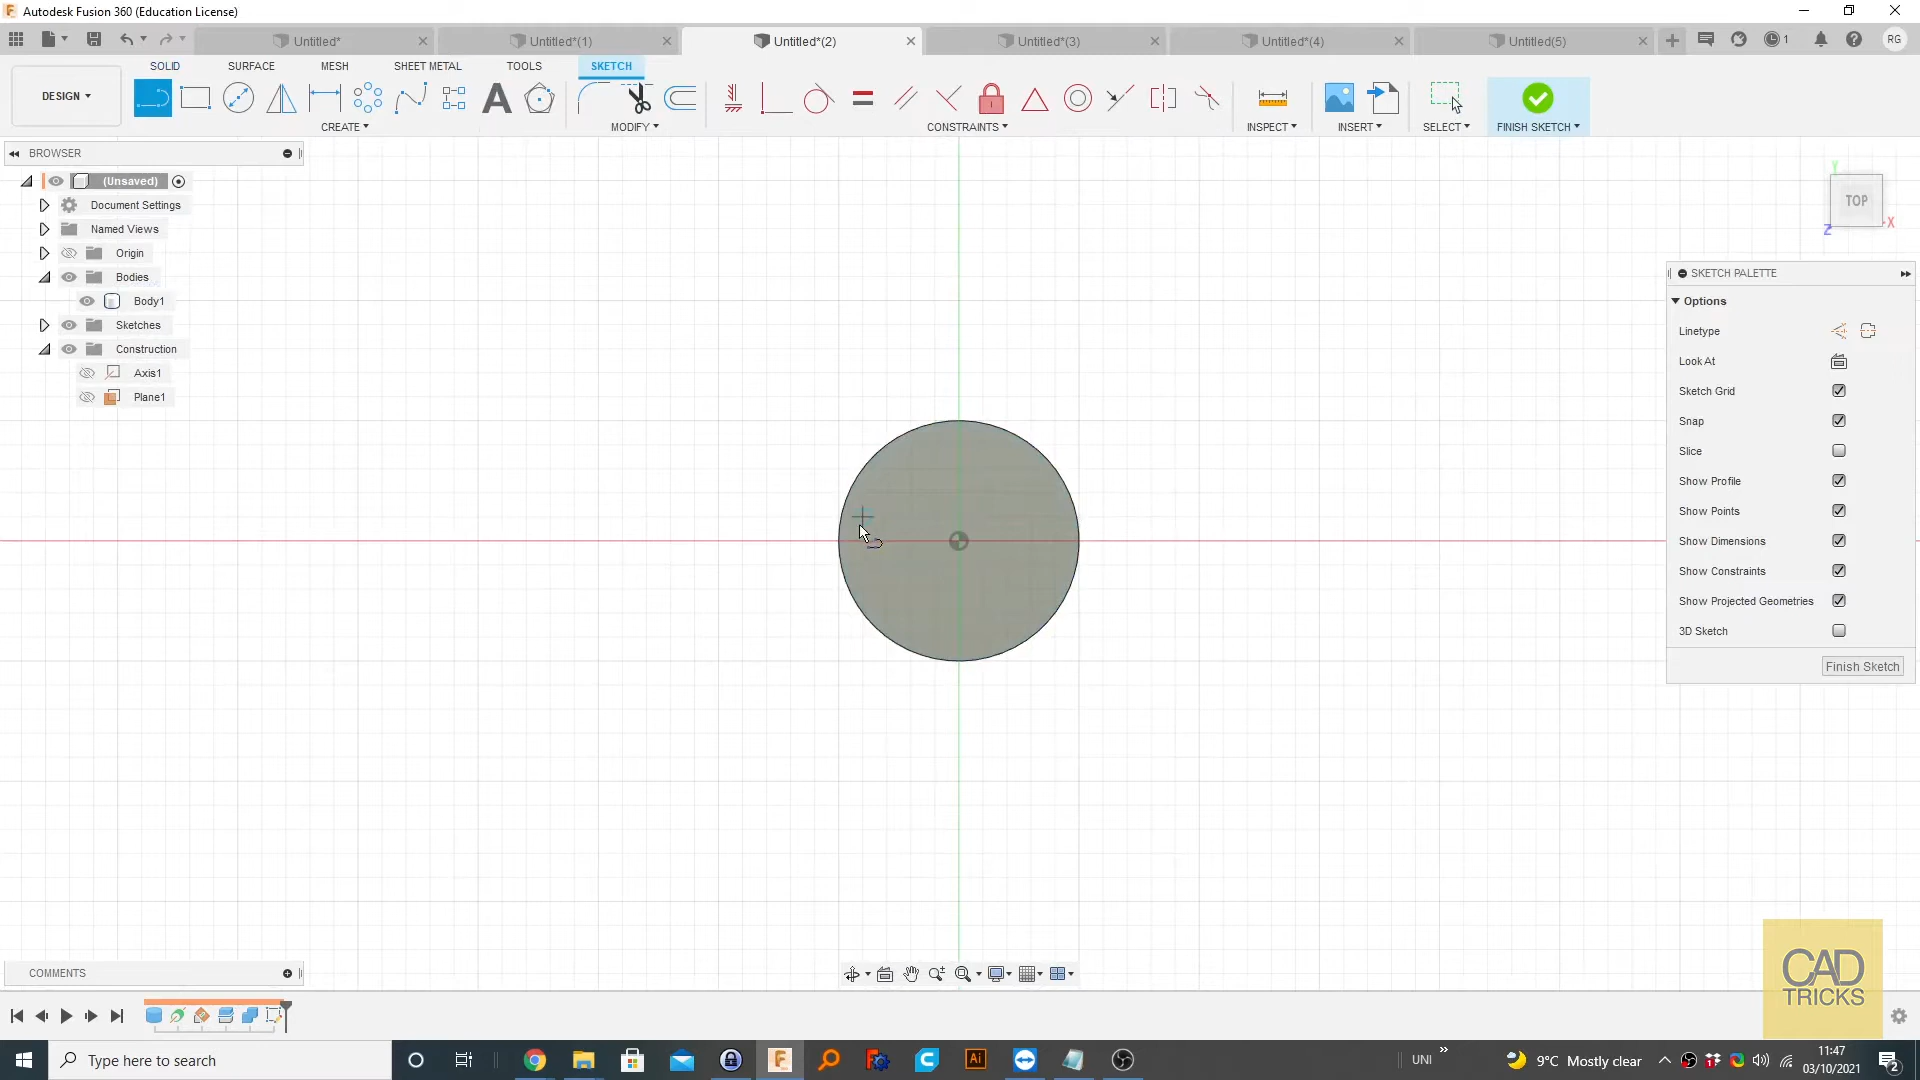 Autodesk Fusion 360 (Education License)
Untitled*
Untitled*(1)
Untitled*(2)
Untitled*(3)
Untitled*(4)
Untitled(5)
1
RG
SOLID
SURFACE
MESH
SHEET METAL
TOOLS
SKETCH
DESIGN
CREATE
MODIFY
CONSTRAINTS
INSPECT
INSERT
SELECT
FINISH SKETCH
BROWSER
(Unsaved)
Document Settings
Named Views
Origin
Bodies
Body1
Sketches
Construction
Axis1
Plane1
Y
TOP
X
Z
SKETCH PALETTE
Options
Linetype
Look At
Sketch Grid
Snap
Slice
Show Profile
Show Points
Show Dimensions
Show Constraints
Show Projected Geometries
3D Sketch
Finish Sketch
COMMENTS
CAD
TRICKS
Type here to search
Ai
UNI
9°C Mostly clear
11:47
03/10/2021
2